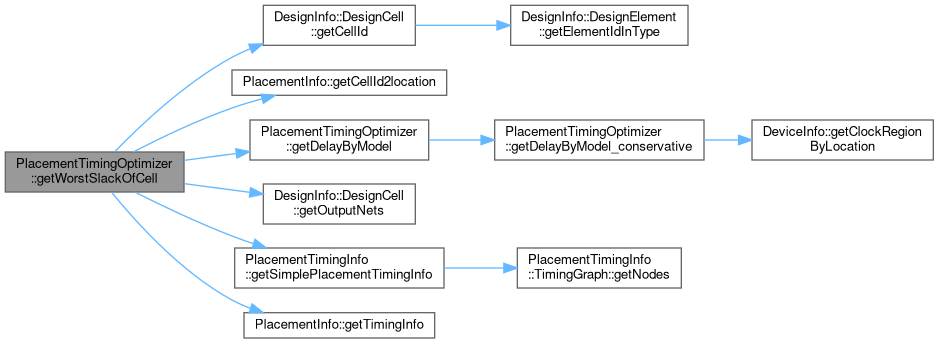 PlacementTimingOptimizer
::getWorstSlackOfCell
DesignInfo::DesignCell
::getCellId
DesignInfo::DesignElement
::getElementIdInType
PlacementInfo::getCellId2location
PlacementTimingOptimizer
::getDelayByModel
PlacementTimingOptimizer
::getDelayByModel_conservative
DeviceInfo::getClockRegion
ByLocation
DesignInfo::DesignCell
::getOutputNets
PlacementTimingInfo
::getSimplePlacementTimingInfo
PlacementTimingInfo
::TimingGraph::getNodes
PlacementInfo::getTimingInfo